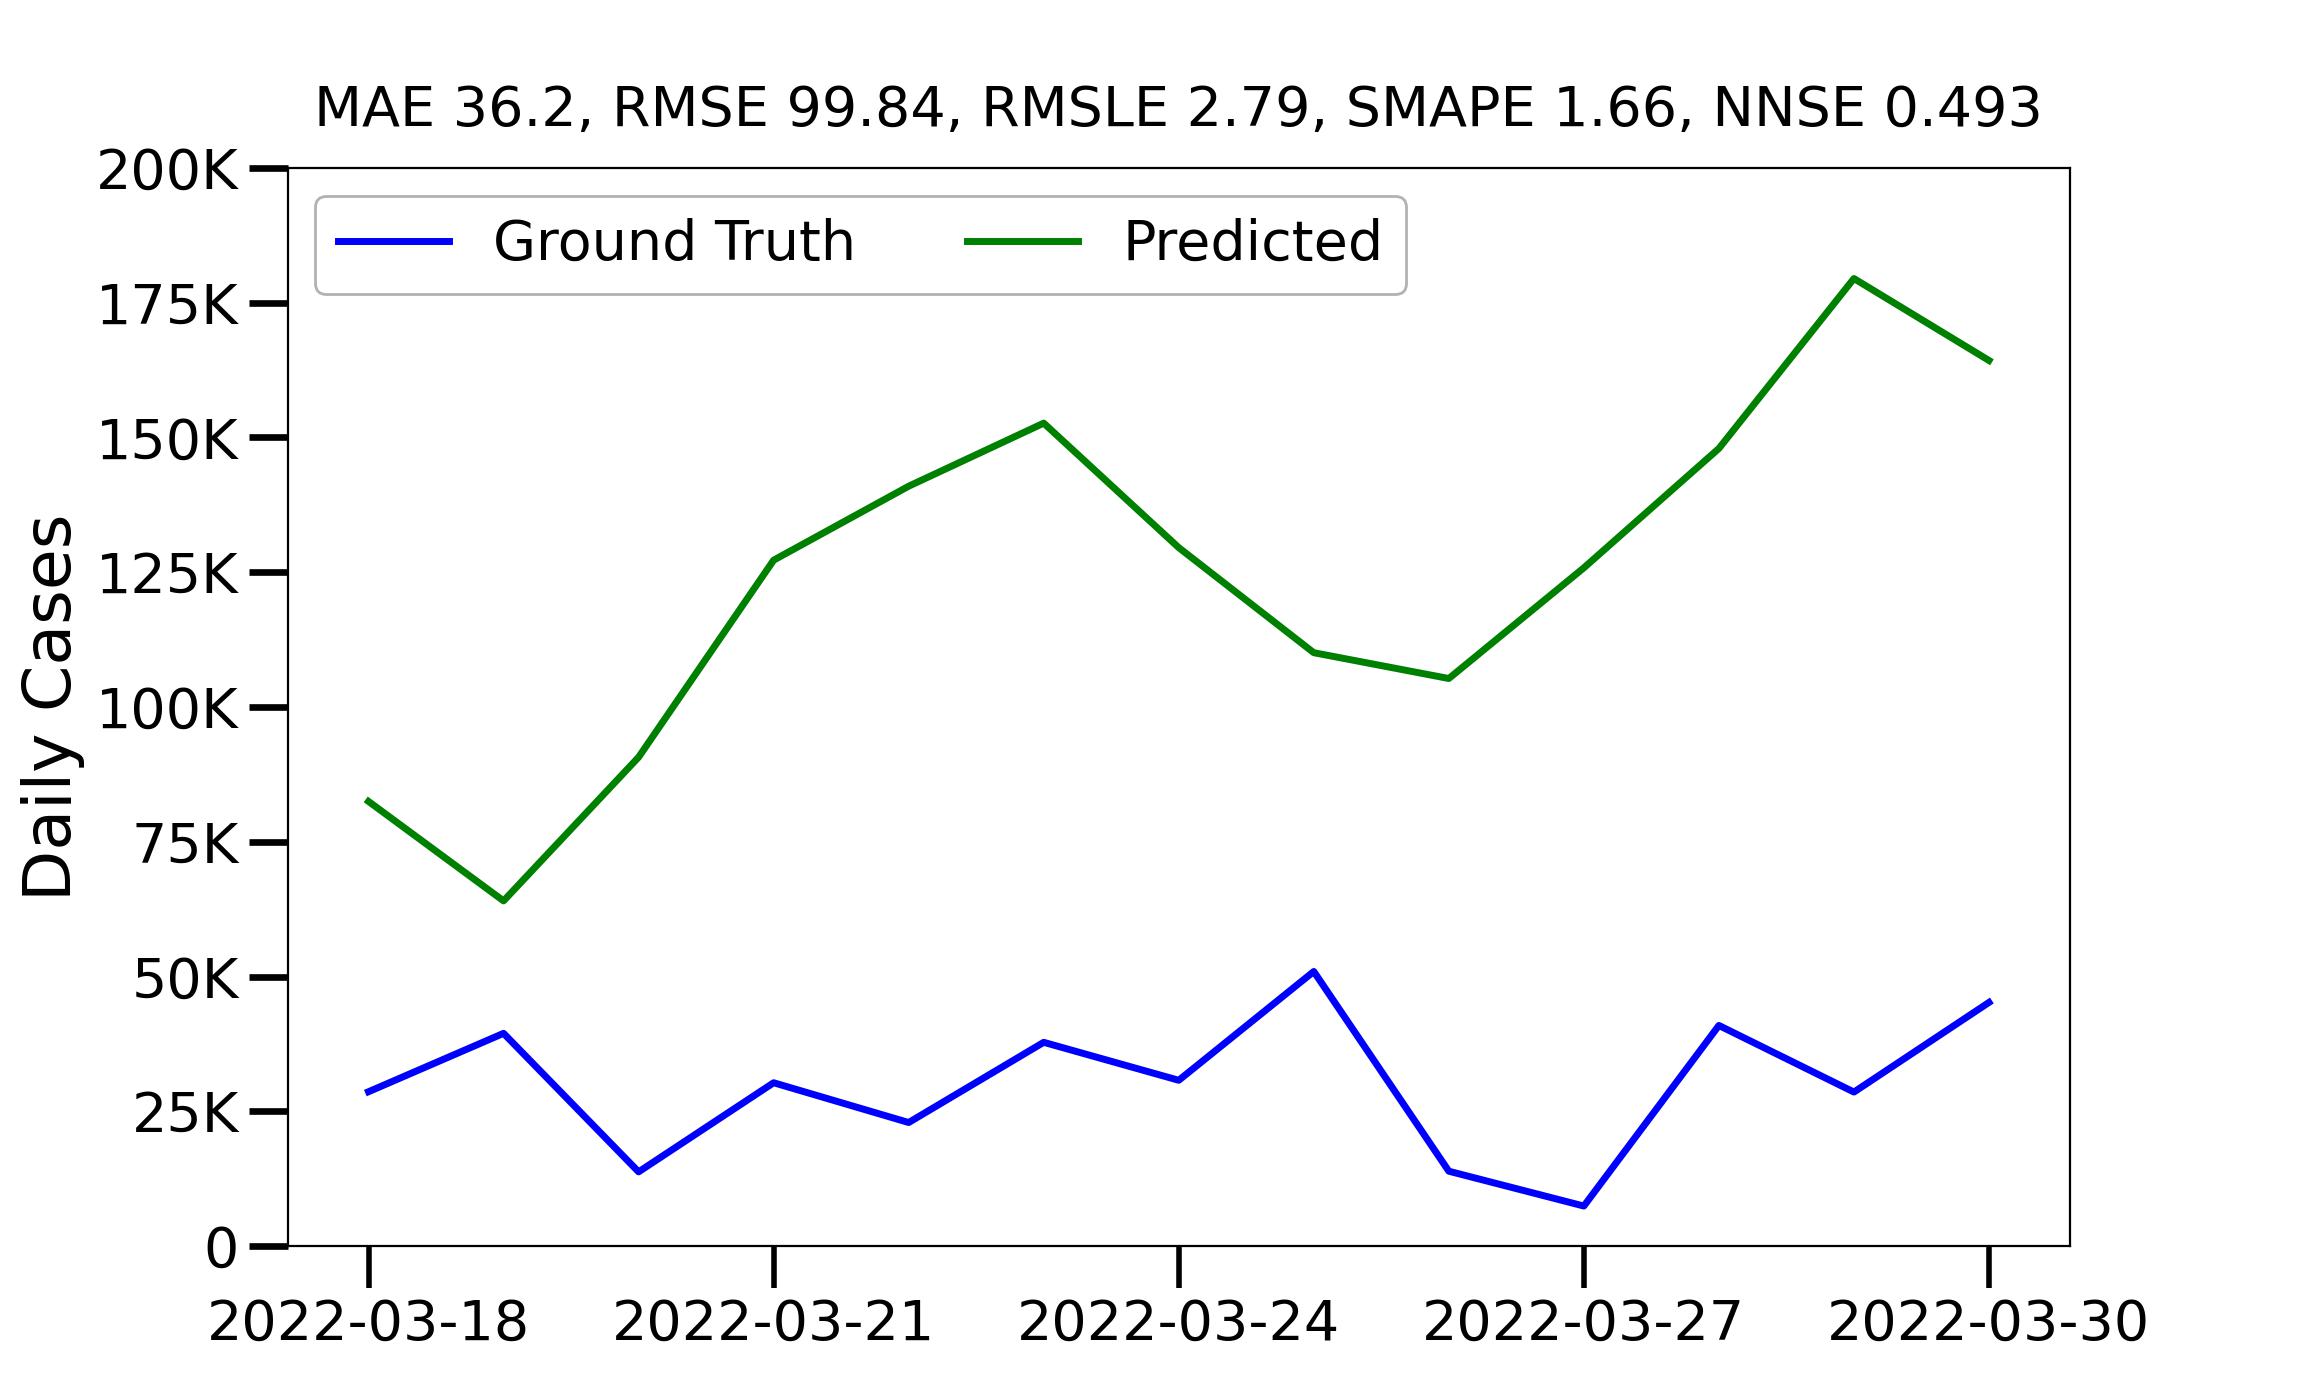 MAE 36.2, RMSE 99.84, RMSLE 2.79, SMAPE 1.66, NNSE 0.493
Ground Truth Predicted
Daily Cases
200K
175K
150K
125K
100K
75K
50K
25K
0
2022-03-18 2022-03-21 2022-03-24 2022-03-27 2022-03-30